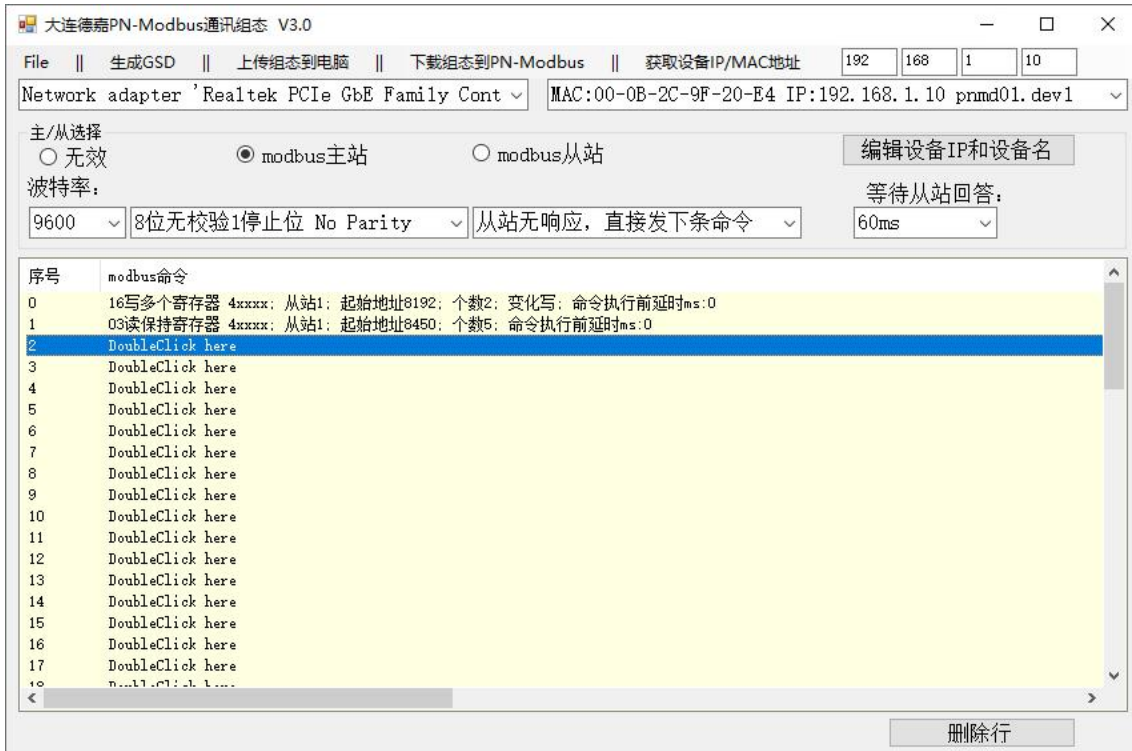 大连德嘉PN-Modbus通讯组态 V3.0
File || 生成GSD || 上传组态到电脑 || 下载组态到PN-Modbus || 获取设备IP/MAC地址 192 168 1 10
Network adapter 'Realtek PCIe GbE Family Cont MAC:00-0B-2C-9F-20-E4 IP:192.168.1.10 pnmd01.dev1
主/从选择
无效 modbus主站 modbus从站 编辑设备IP和设备名
波特率: 等待从站回答:
9600 8位无校验1停止位 No Parity 从站无响应, 直接发下条命令 60ms
序号 modbus命令
0 16写多个寄存器 4xxxx; 从站1; 起始地址8192; 个数2; 变化写; 命令执行前延时ms:0
1 03读保持寄存器 4xxxx; 从站1; 起始地址8450; 个数5; 命令执行前延时ms:0
2 DoubleClick here
3 DoubleClick here
4 DoubleClick here
5 DoubleClick here
6 DoubleClick here
7 DoubleClick here
8 DoubleClick here
9 DoubleClick here
10 DoubleClick here
11 DoubleClick here
12 DoubleClick here
13 DoubleClick here
14 DoubleClick here
15 DoubleClick here
16 DoubleClick here
17 DoubleClick here
18 DoubleClick here
删除行